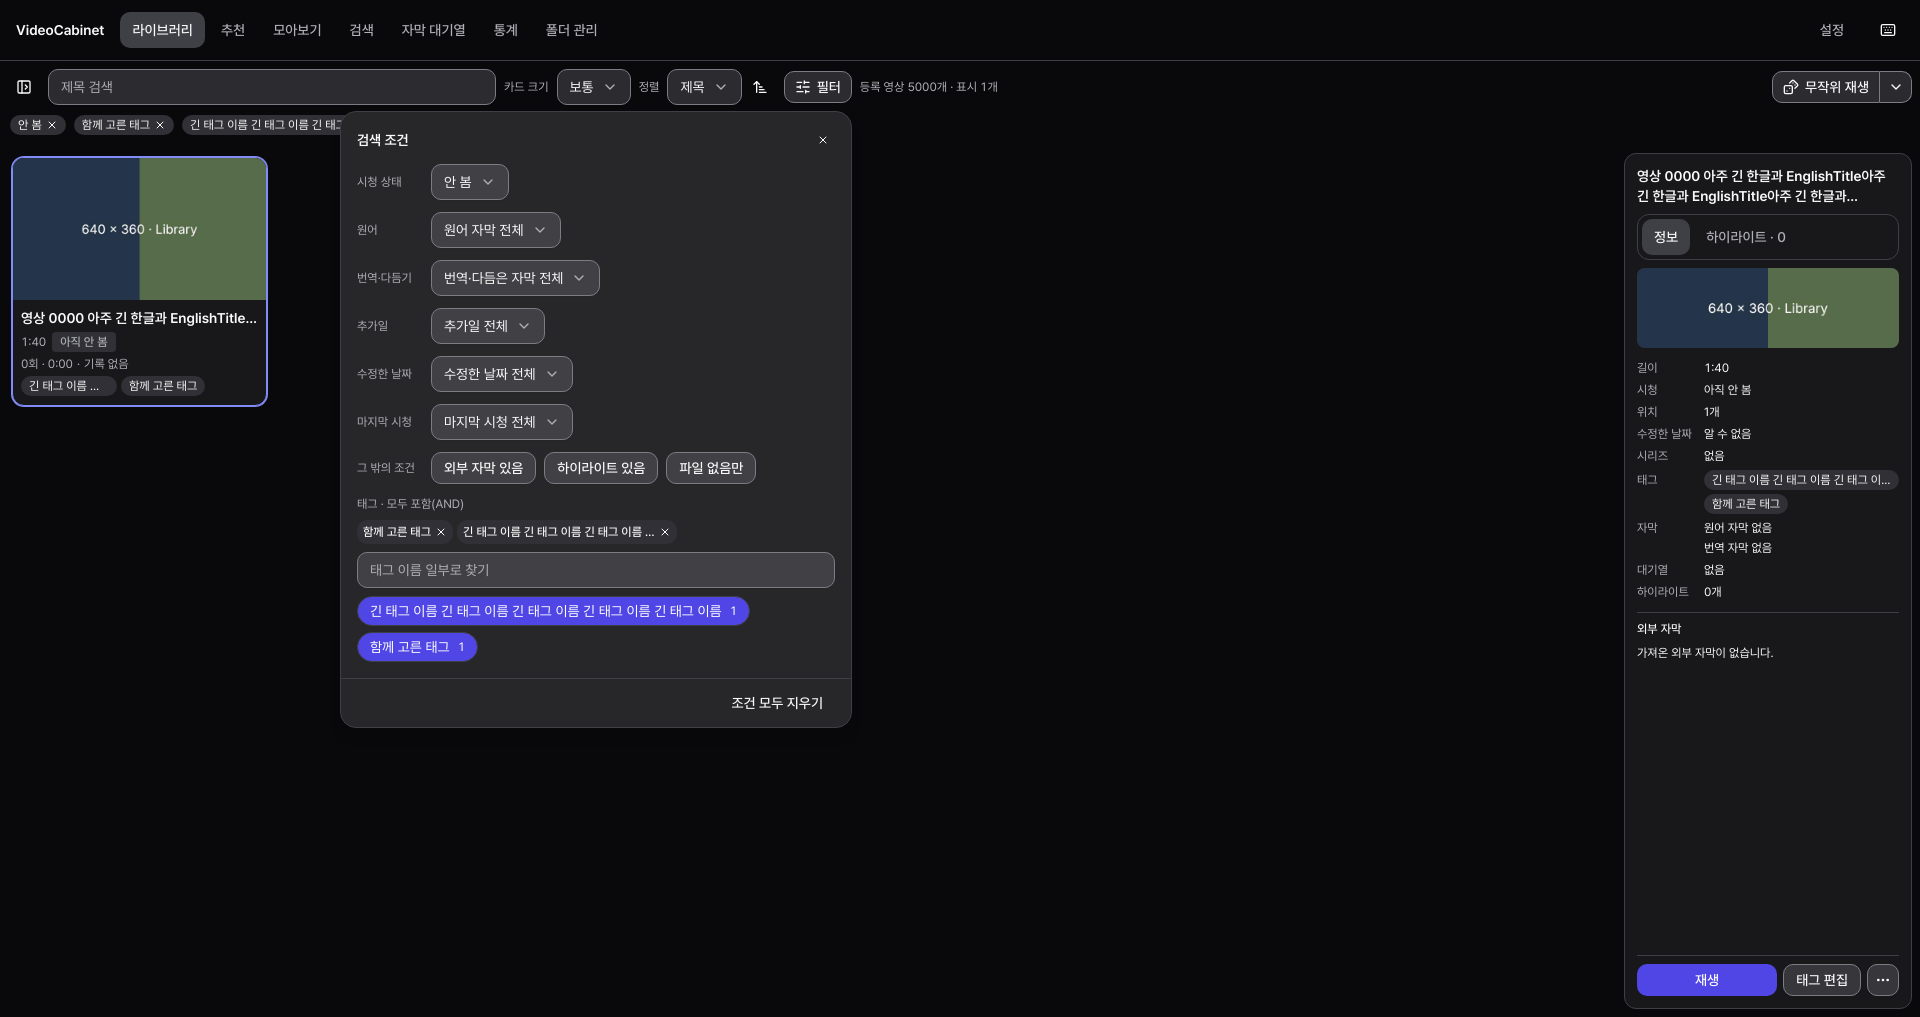 VideoCabinet 라이브러리 추천 모아보기 검색 자막 대기열 통계 폴더 관리 설정
제목 검색 카드 크기 보통 정렬 제목 필터 등록 영상 5000개 · 표시 1개 무작위 재생
안 봄 함께 고른 태그 긴 태그 이름 긴 태그 이름 긴 태그
640 × 360 · Library
영상 0000 아주 긴 한글과 EnglishTitle...
1:40 아직 안 봄
0회 · 0:00 · 기록 없음
긴 태그 이름 ... 함께 고른 태그
검색 조건
시청 상태 안 봄
원어 원어 자막 전체
번역·다듬기 번역·다듬은 자막 전체
추가일 추가일 전체
수정한 날짜 수정한 날짜 전체
마지막 시청 마지막 시청 전체
그 밖의 조건 외부 자막 있음 하이라이트 있음 파일 없음만
태그 · 모두 포함(AND)
함께 고른 태그 긴 태그 이름 긴 태그 이름 긴 태그 이름 ...
태그 이름 일부로 찾기
긴 태그 이름 긴 태그 이름 긴 태그 이름 긴 태그 이름 긴 태그 이름 1
함께 고른 태그 1
조건 모두 지우기
영상 0000 아주 긴 한글과 EnglishTitle아주
긴 한글과 EnglishTitle아주 긴 한글과...
정보 하이라이트 · 0
640 × 360 · Library
길이 1:40
시청 아직 안 봄
위치 1개
수정한 날짜 알 수 없음
시리즈 없음
태그 긴 태그 이름 긴 태그 이름 긴 태그 이...
함께 고른 태그
자막 원어 자막 없음
번역 자막 없음
대기열 없음
하이라이트 0개
외부 자막
가져온 외부 자막이 없습니다.
재생 태그 편집